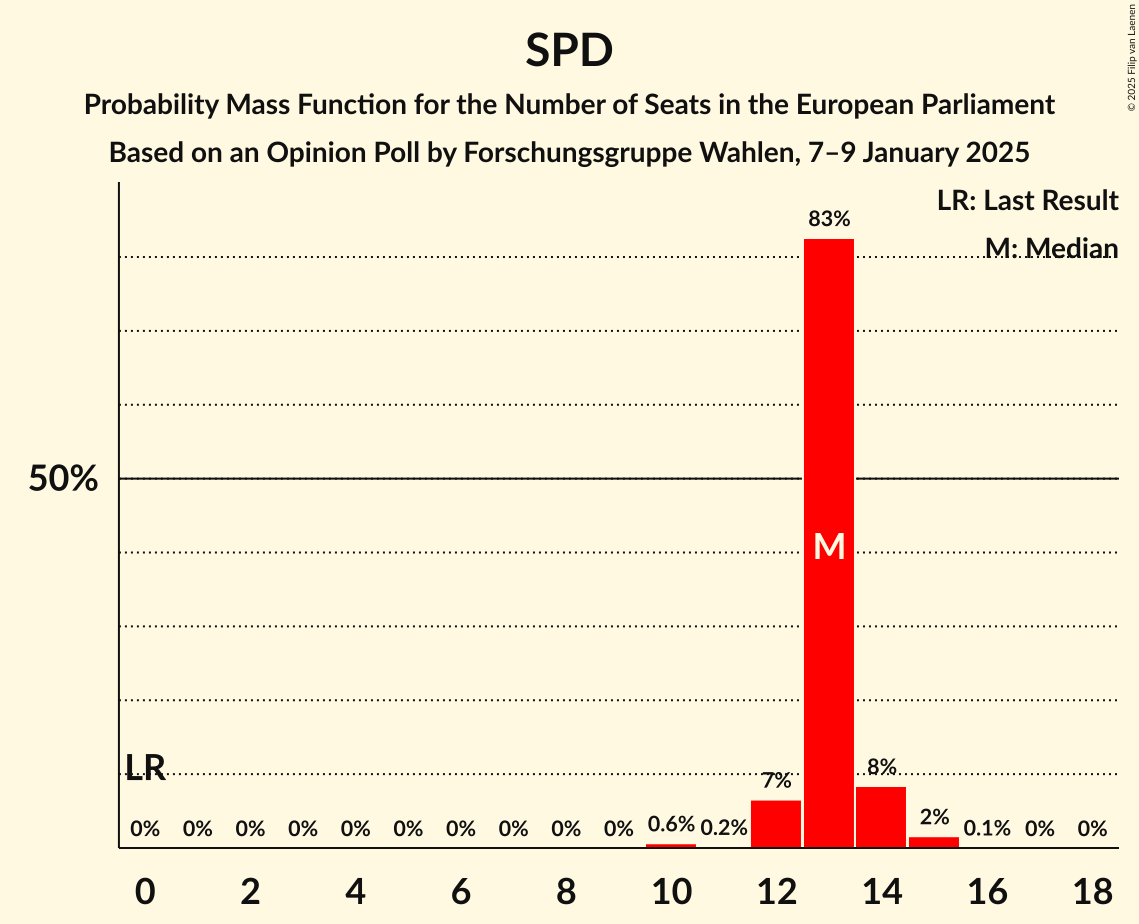 SPD
Probability Mass Function for the Number of Seats in the European Parliament
Based on an Opinion Poll by Forschungsgruppe Wahlen, 7–9 January 2025
© 2025 Filip van Laenen
LR: Last Result
M: Median
83%
50%
M
LR
7%
8%
0% 0% 0% 0% 0% 0% 0% 0% 0% 0% 0.6% 0.2% 2% 0.1% 0% 0%
0 2 4 6 8 10 12 14 16 18